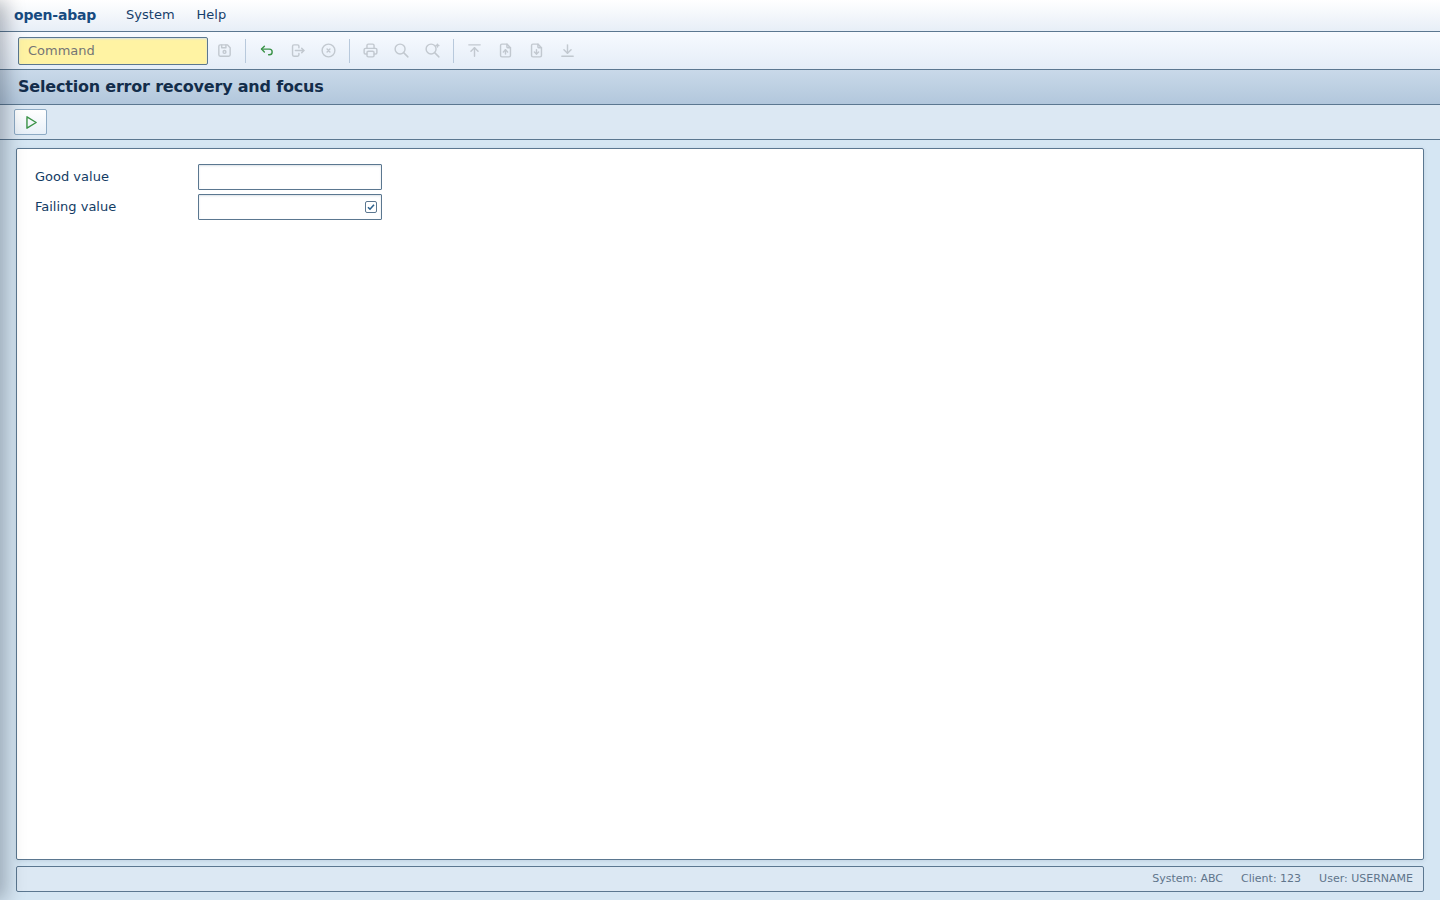 open-abap System Help
Command
Selection error recovery and focus
Good value
Failing value
System: ABC Client: 123 User: USERNAME